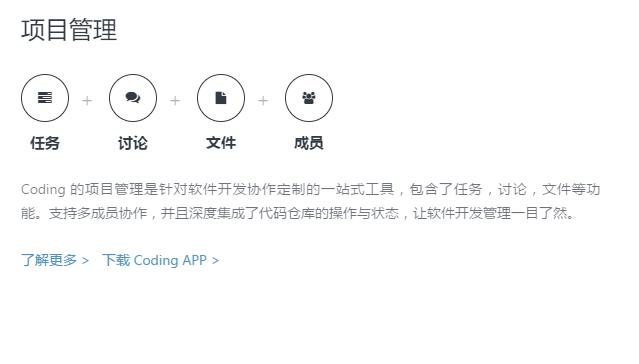 项目管理
+ + +
任务 讨论 文件 成员
Coding 的项目管理是针对软件开发协作定制的一站式工具，包含了任务，讨论，文件等功
能。支持多成员协作，并且深度集成了代码仓库的操作与状态，让软件开发管理一目了然。
了解更多 > 下载 Coding APP >